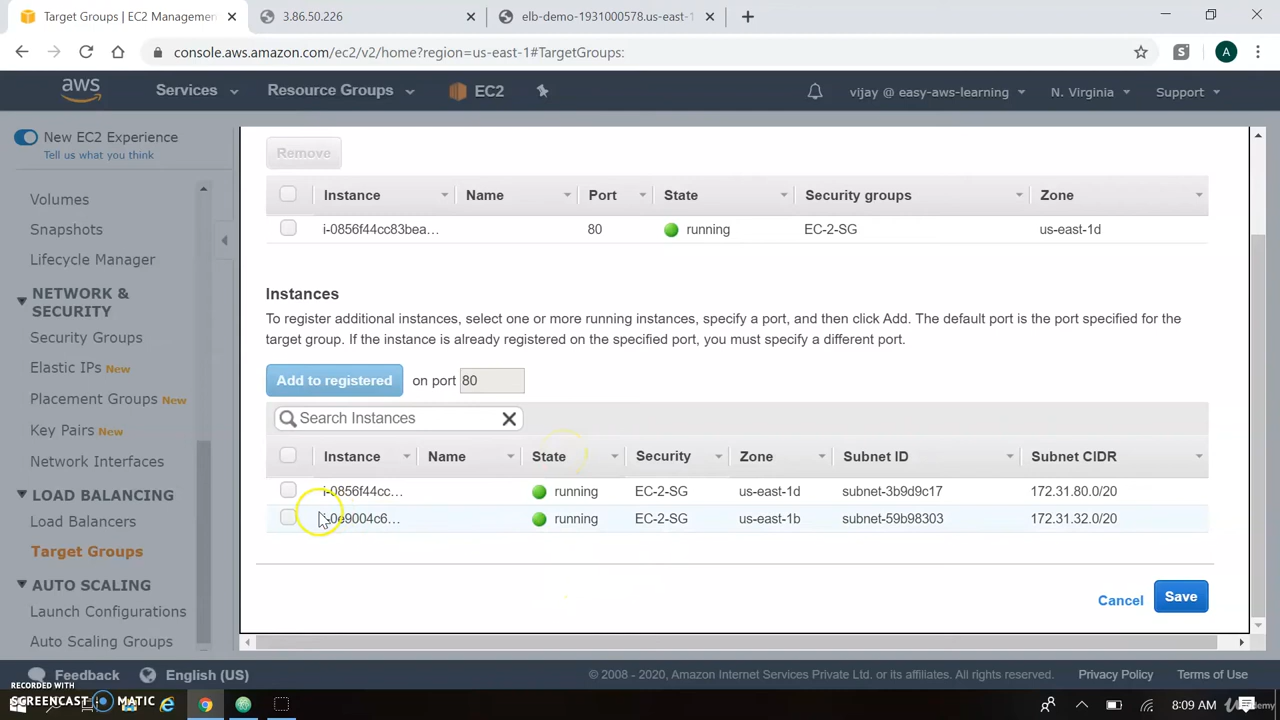 Target Groups | EC2 Managemen
3.86.50.226
elb-demo-1931000578.us-east-1
console.aws.amazon.com/ec2/v2/home?region=us-east-1#TargetGroups:
S
A
aws
Services
Resource Groups
EC2
vijay @ easy-aws-learning
N. Virginia
Support
New EC2 Experience
Tell us what you think
Volumes
Snapshots
Lifecycle Manager
NETWORK &
SECURITY
Security Groups
Elastic IPs New
Placement Groups New
Key Pairs New
Network Interfaces
LOAD BALANCING
Load Balancers
Target Groups
AUTO SCALING
Launch Configurations
Auto Scaling Groups
Remove
Instance Name Port State Security groups Zone
i-0856f44cc83bea... 80 running EC-2-SG us-east-1d
Instances
To register additional instances, select one or more running instances, specify a port, and then click Add. The default port is the port specified for the
target group. If the instance is already registered on the specified port, you must specify a different port.
Add to registered on port 80
Search Instances
Instance Name State Security Zone Subnet ID Subnet CIDR
i-0856f44cc... running EC-2-SG us-east-1d subnet-3b9d9c17 172.31.80.0/20
i-0e9004c6... running EC-2-SG us-east-1b subnet-59b98303 172.31.32.0/20
Cancel Save
Feedback
English (US)
© 2008 - 2020, Amazon Internet Services Private Ltd. or its affiliates. All rights reserved.
Privacy Policy
Terms of Use
RECORDED WITH
SCREENCAST MATIC
8:09 AM
Udemy